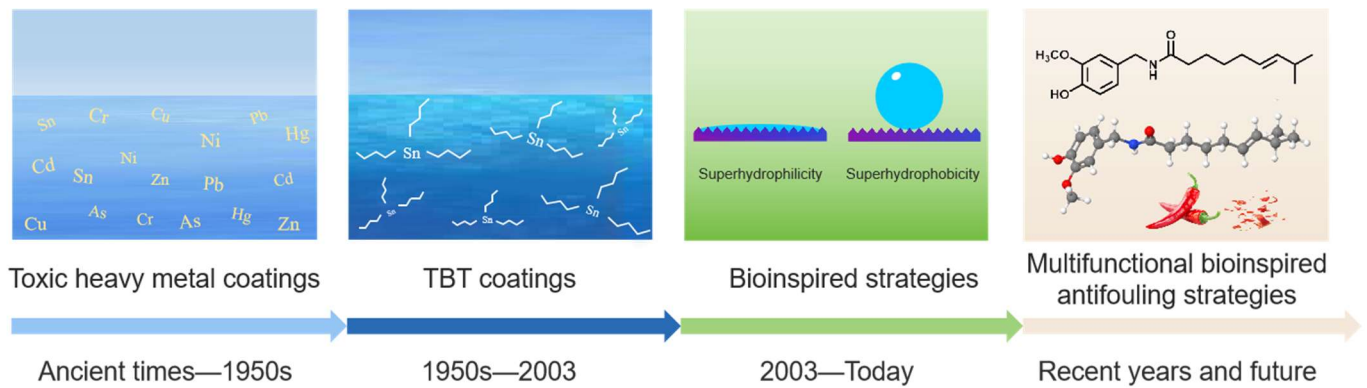 Sn Cr Cu Ni Pb Hg
Cd Sn Ni Zn Pb Cd
Cu As Cr As Hg Zn
Sn Sn Sn
Sn Sn Sn
Superhydrophilicity
Superhydrophobicity
O
H₃CO
N
H
HO
Toxic heavy metal coatings
TBT coatings
Bioinspired strategies
Multifunctional bioinspired
antifouling strategies
Ancient times—1950s
1950s—2003
2003—Today
Recent years and future